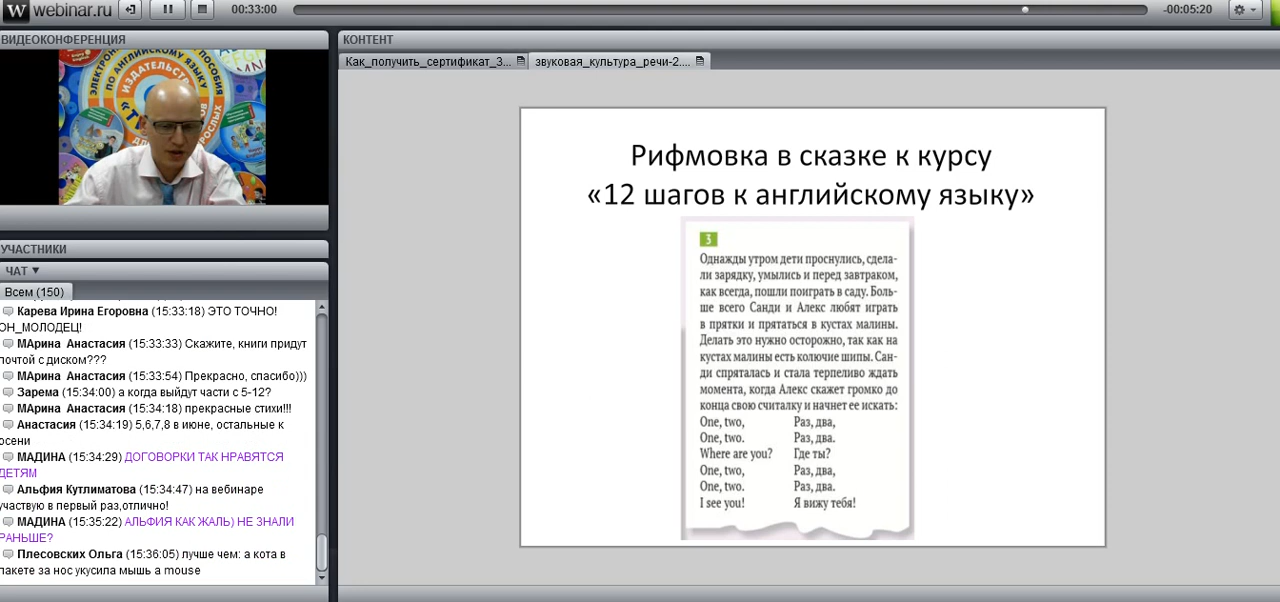 webinar.ru
00:33:00
-00:05:20
ВИДЕОКОНФЕРЕНЦИЯ
ЭЛЕКТРОННЫЕ ПОСОБИЯ
ПО АНГЛИЙСКОМУ ЯЗЫКУ
ИЗДАТЕЛЬСТВО
УЧАСТНИКИ
ЧАТ
Всем (150)
Карева Ирина Егоровна (15:33:18) ЭТО ТОЧНО!
ОН_МОЛОДЕЦ!
МАрина Анастасия (15:33:33) Скажите, книги придут
почтой с диском???
МАрина Анастасия (15:33:54) Прекрасно, спасибо)))
Зарема (15:34:00) а когда выйдут части с 5-12?
МАрина Анастасия (15:34:18) прекрасные стихи!!!
Анастасия (15:34:19) 5,6,7,8 в июне, остальные к
осени
МАДИНА (15:34:29) ДОГОВОРКИ ТАК НРАВЯТСЯ
ДЕТЯМ
Альфия Кутлиматова (15:34:47) на вебинаре
участвую в первый раз,отлично!
МАДИНА (15:35:22) АЛЬФИЯ КАК ЖАЛЬ) НЕ ЗНАЛИ
РАНЬШЕ?
Плесовских Ольга (15:36:05) лучше чем: а кота в
пакете за нос укусила мышь a mouse
КОНТЕНТ
Как_получить_сертификат_3...
звуковая_культура_речи-2....
Рифмовка в сказке к курсу
«12 шагов к английскому языку»
3
Однажды утром дети проснулись, сдела-
ли зарядку, умылись и перед завтраком,
как всегда, пошли поиграть в саду. Боль-
ше всего Санди и Алекс любят играть
в прятки и прятаться в кустах малины.
Делать это нужно осторожно, так как на
кустах малины есть колючие шипы. Сан-
ди спряталась и стала терпеливо ждать
момента, когда Алекс скажет громко до
конца свою считалку и начнет ее искать:
One, two, Раз, два,
One, two. Раз, два.
Where are you? Где ты?
One, two, Раз, два,
One, two. Раз, два.
I see you! Я вижу тебя!